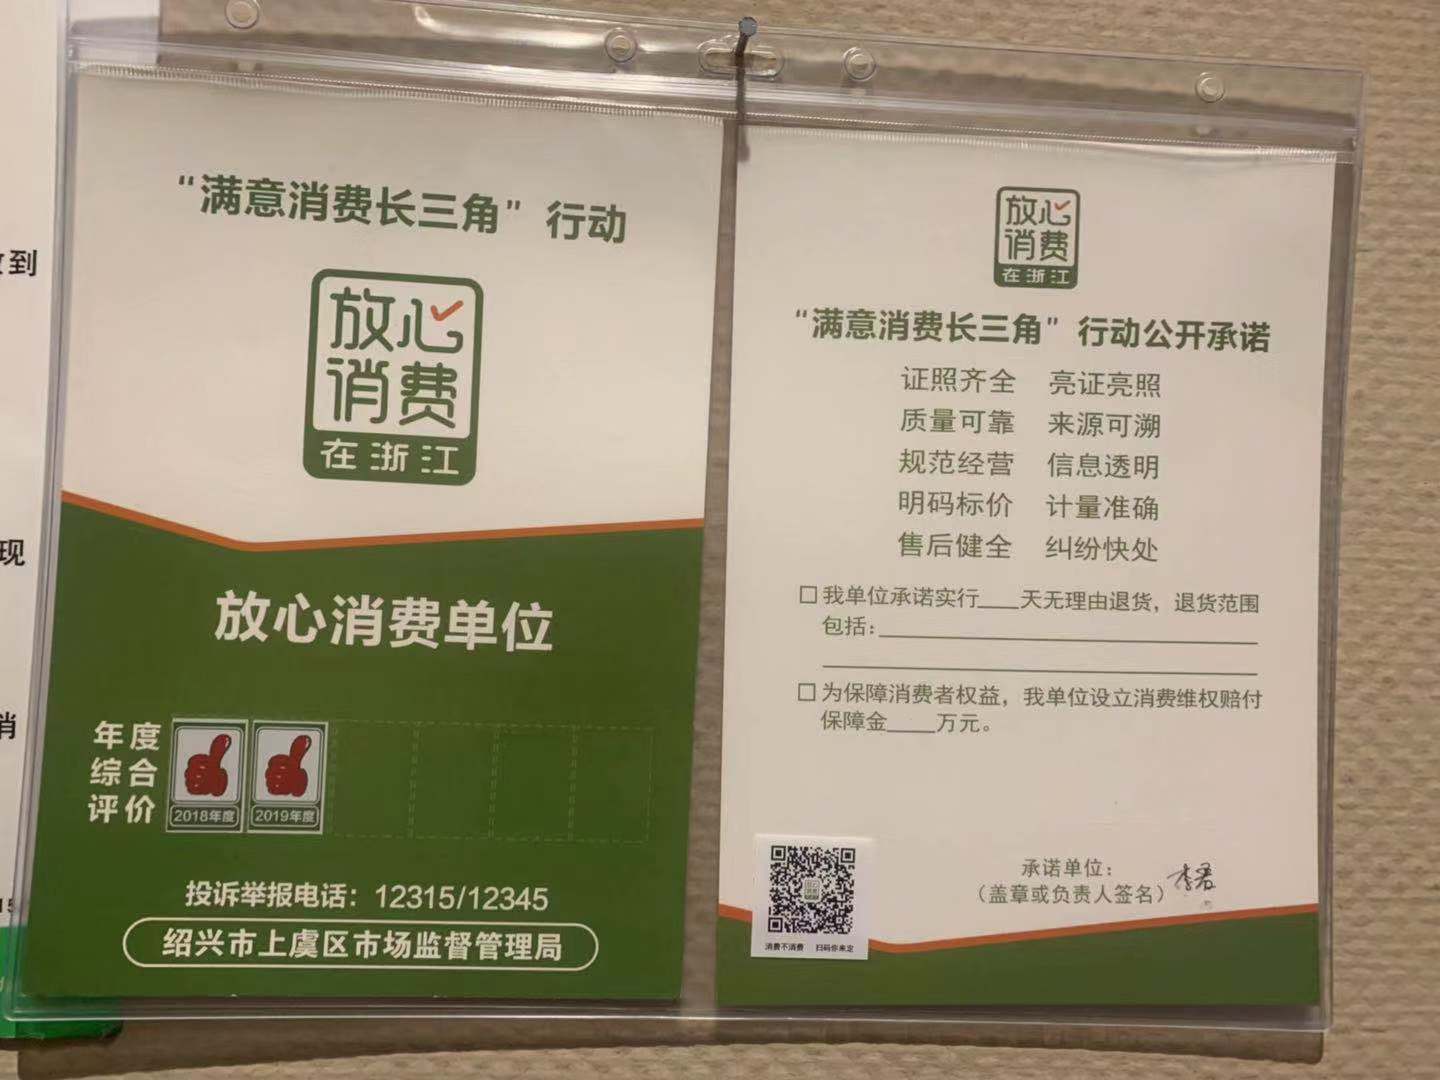 到
现
消
“满意消费长三角”行动
放心
消费
在浙江
放心消费单位
年度
综合
评价
2018年度 2019年度
投诉举报电话：12315/12345
绍兴市上虞区市场监督管理局
放心
消费
在浙江
“满意消费长三角”行动公开承诺
证照齐全 亮证亮照
质量可靠 来源可溯
规范经营 信息透明
明码标价 计量准确
售后健全 纠纷快处
□我单位承诺实行____天无理由退货，退货范围
包括：
□为保障消费者权益，我单位设立消费维权赔付
保障金____万元。
承诺单位：
（盖章或负责人签名）
消费不消费 扫码你来定